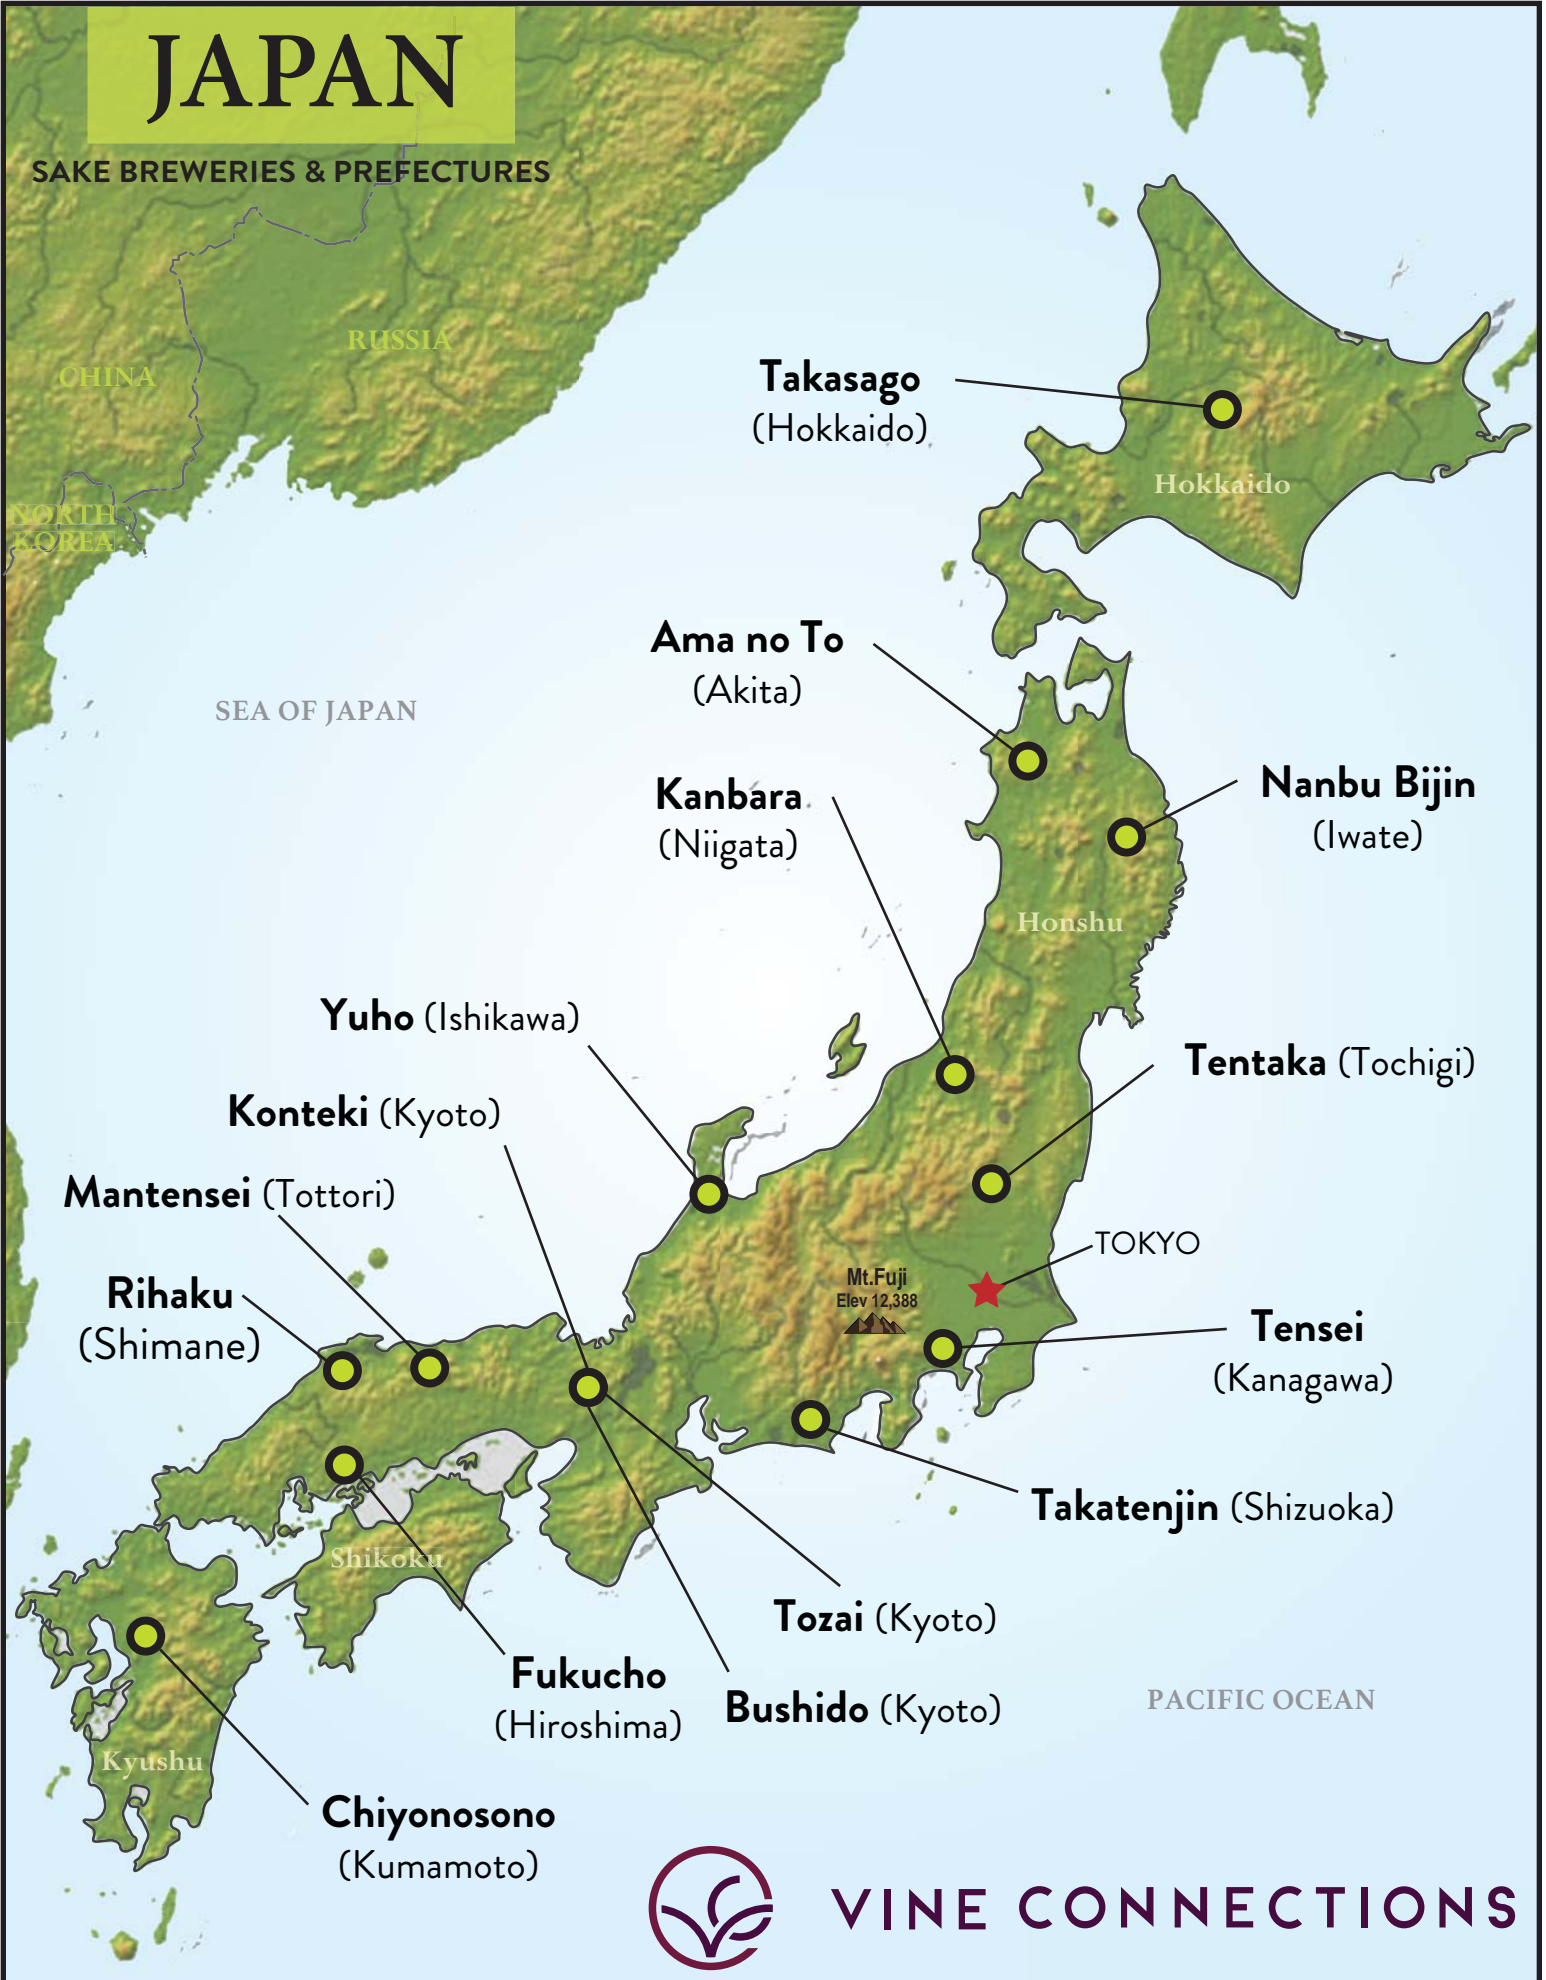 JAPAN
SAKE BREWERIES & PREFECTURES
RUSSIA
CHINA
NORTH
KOREA
Takasago
(Hokkaido)
Hokkaido
Ama no To
(Akita)
SEA OF JAPAN
Kanbara
(Niigata)
Nanbu Bijin
(Iwate)
Honshu
Yuho (Ishikawa)
Tentaka (Tochigi)
Konteki (Kyoto)
Mantensei (Tottori)
TOKYO
Mt.Fuji
Elev 12,388
Rihaku
(Shimane)
Tensei
(Kanagawa)
Takatenjin (Shizuoka)
Shikoku
Tozai (Kyoto)
Fukucho
(Hiroshima)
Bushido (Kyoto)
PACIFIC OCEAN
Kyushu
Chiyonosono
(Kumamoto)
VINE CONNECTIONS